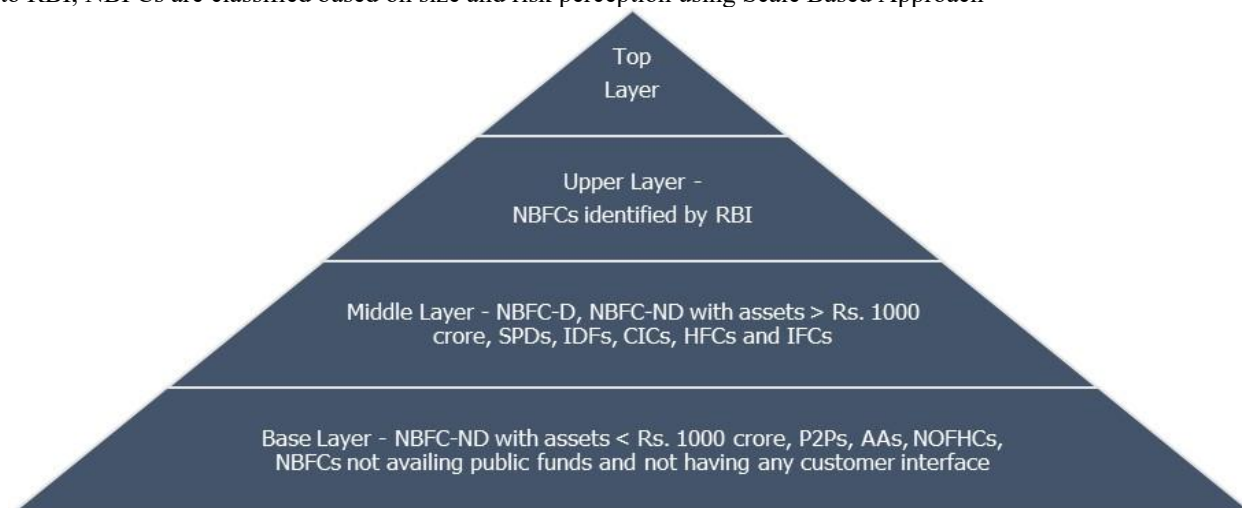 to RBI, NBFCs are classified based on size and risk perception using Scale Based Approach
Top
Layer
Upper Layer -
NBFCs identified by RBI
Middle Layer - NBFC-D, NBFC-ND with assets > Rs. 1000
crore, SPDs, IDFs, CICs, HFCs and IFCs
Base Layer - NBFC-ND with assets < Rs. 1000 crore, P2Ps, AAs, NOFHCs,
NBFCs not availing public funds and not having any customer interface